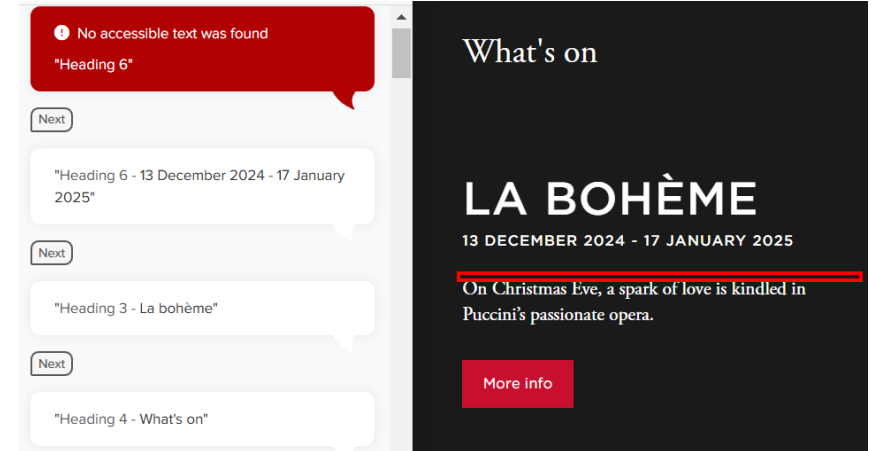 No accessible text was found
"Heading 6"
Next
"Heading 6 - 13 December 2024 - 17 January
2025"
Next
"Heading 3 - La bohème"
Next
"Heading 4 - What's on"
What's on
LA BOHÈME
13 DECEMBER 2024 - 17 JANUARY 2025
On Christmas Eve, a spark of love is kindled in
Puccini’s passionate opera.
More info